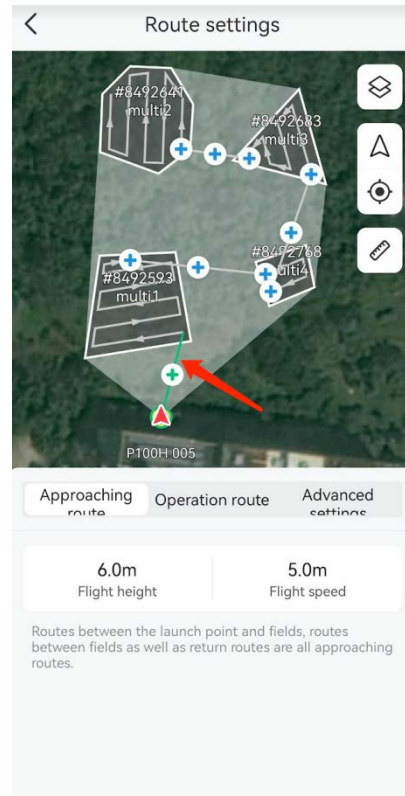 Route settings
#8492641
multi2
#8492683
multi3
#8492768
multi4
#8492593
multi1
P100H 005
Approaching
route
Operation route
Advanced
settings
6.0m
Flight height
5.0m
Flight speed
Routes between the launch point and fields, routes
between fields as well as return routes are all approaching
routes.